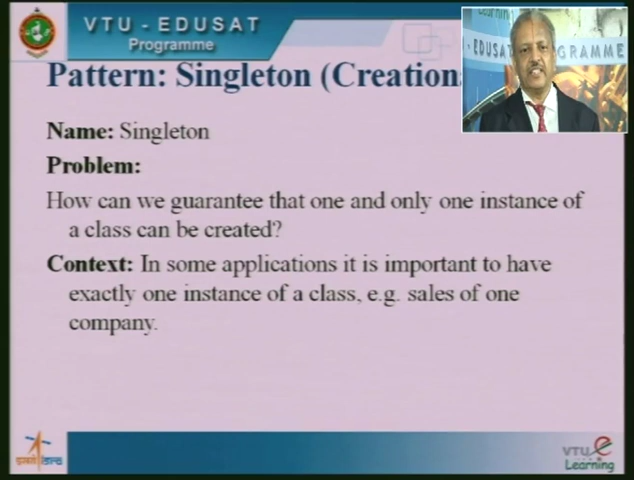 VTU - EDUSAT
Programme
Pattern: Singleton (Creation
- EDUSAT PROGRAMME
Name: Singleton
Problem:
How can we guarantee that one and only one instance of
a class can be created?
Context: In some applications it is important to have
exactly one instance of a class, e.g. sales of one
company.
VTU e
Learning